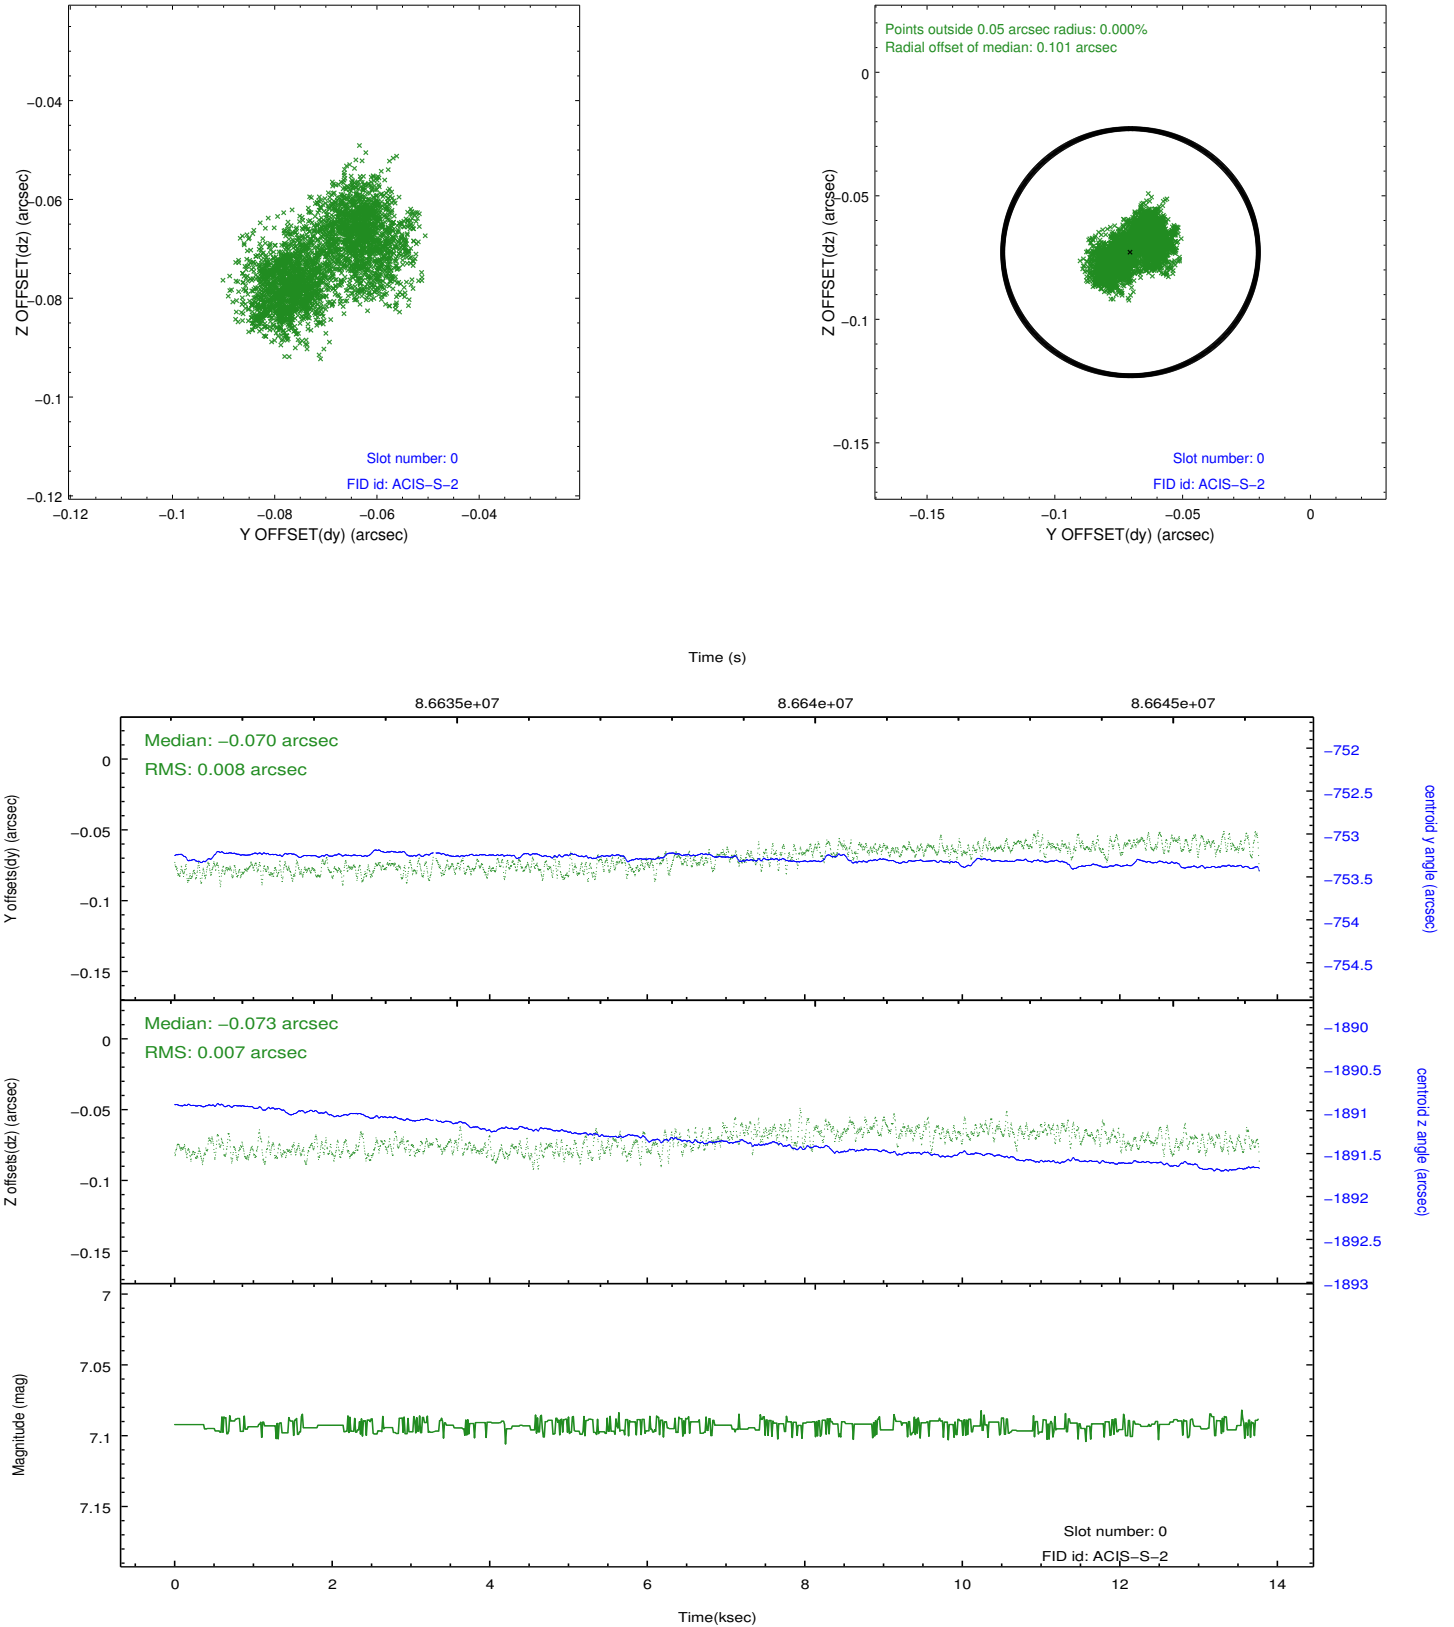 −0.04
−0.06
−0.08
−0.1
−0.12
Z OFFSET(dz) (arcsec)
Slot number: 0
FID id: ACIS−S−2
−0.12
−0.1
−0.08
−0.06
−0.04
Y OFFSET(dy) (arcsec)
Points outside 0.05 arcsec radius: 0.000%
Radial offset of median: 0.101 arcsec
0
−0.05
−0.1
−0.15
Z OFFSET(dz) (arcsec)
Slot number: 0
FID id: ACIS−S−2
−0.15
−0.1
−0.05
0
Y OFFSET(dy) (arcsec)
Time (s)
8.6635e+07
8.664e+07
8.6645e+07
Median: −0.070 arcsec
RMS: 0.008 arcsec
0
−0.05
−0.1
−0.15
Y offsets(dy) (arcsec)
−752
−752.5
−753
−753.5
−754
−754.5
centroid y angle (arcsec)
Median: −0.073 arcsec
RMS: 0.007 arcsec
0
−0.05
−0.1
−0.15
Z offsets(dz) (arcsec)
−1890
−1890.5
−1891
−1891.5
−1892
−1892.5
−1893
centroid z angle (arcsec)
7
7.05
7.1
7.15
Magnitude (mag)
Slot number: 0
FID id: ACIS−S−2
0
2
4
6
8
10
12
14
Time(ksec)